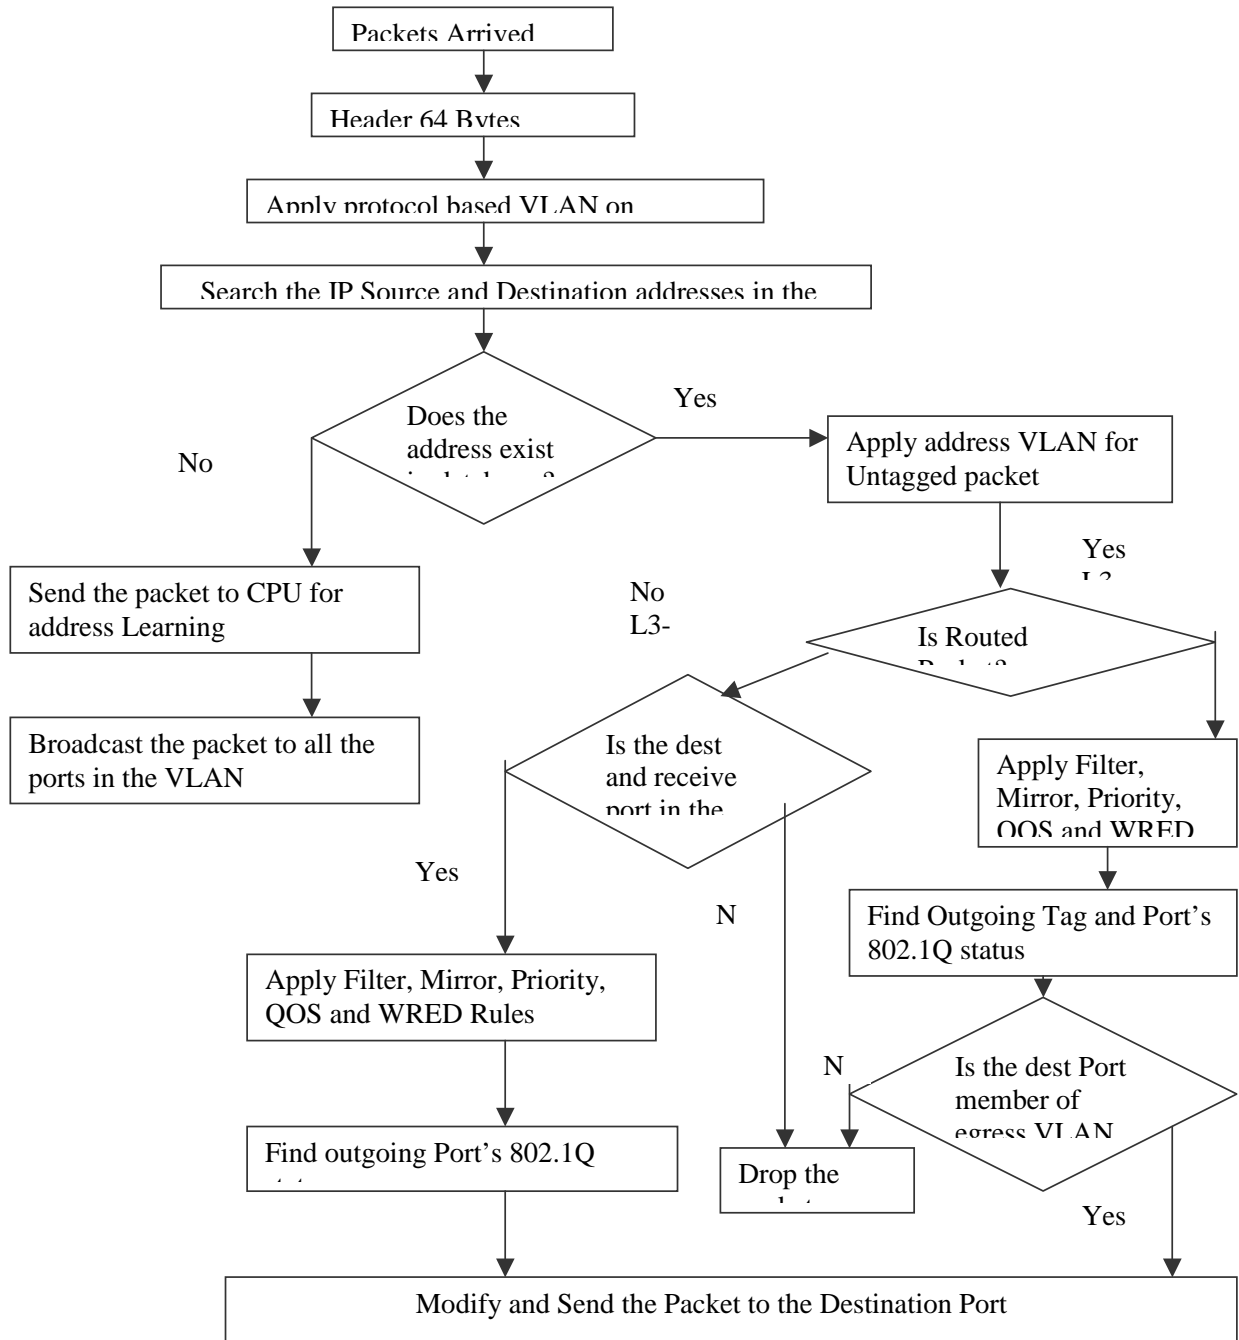 Packets Arrived
Header 64 Bytes
Apply protocol based VLAN on
Search the IP Source and Destination addresses in the
Does the
address exist
Yes
No
Apply address VLAN for
Untagged packet
Send the packet to CPU for
address Learning
Broadcast the packet to all the
ports in the VLAN
Yes
L3
No
L3-
Is Routed
Is the dest
and receive
port in the
Apply Filter,
Mirror, Priority,
QOS and WRED
Yes
N
Find Outgoing Tag and Port’s
802.1Q status
Apply Filter, Mirror, Priority,
QOS and WRED Rules
N
Is the dest Port
member of
egress VLAN
Find outgoing Port’s 802.1Q
Drop the
Yes
Modify and Send the Packet to the Destination Port